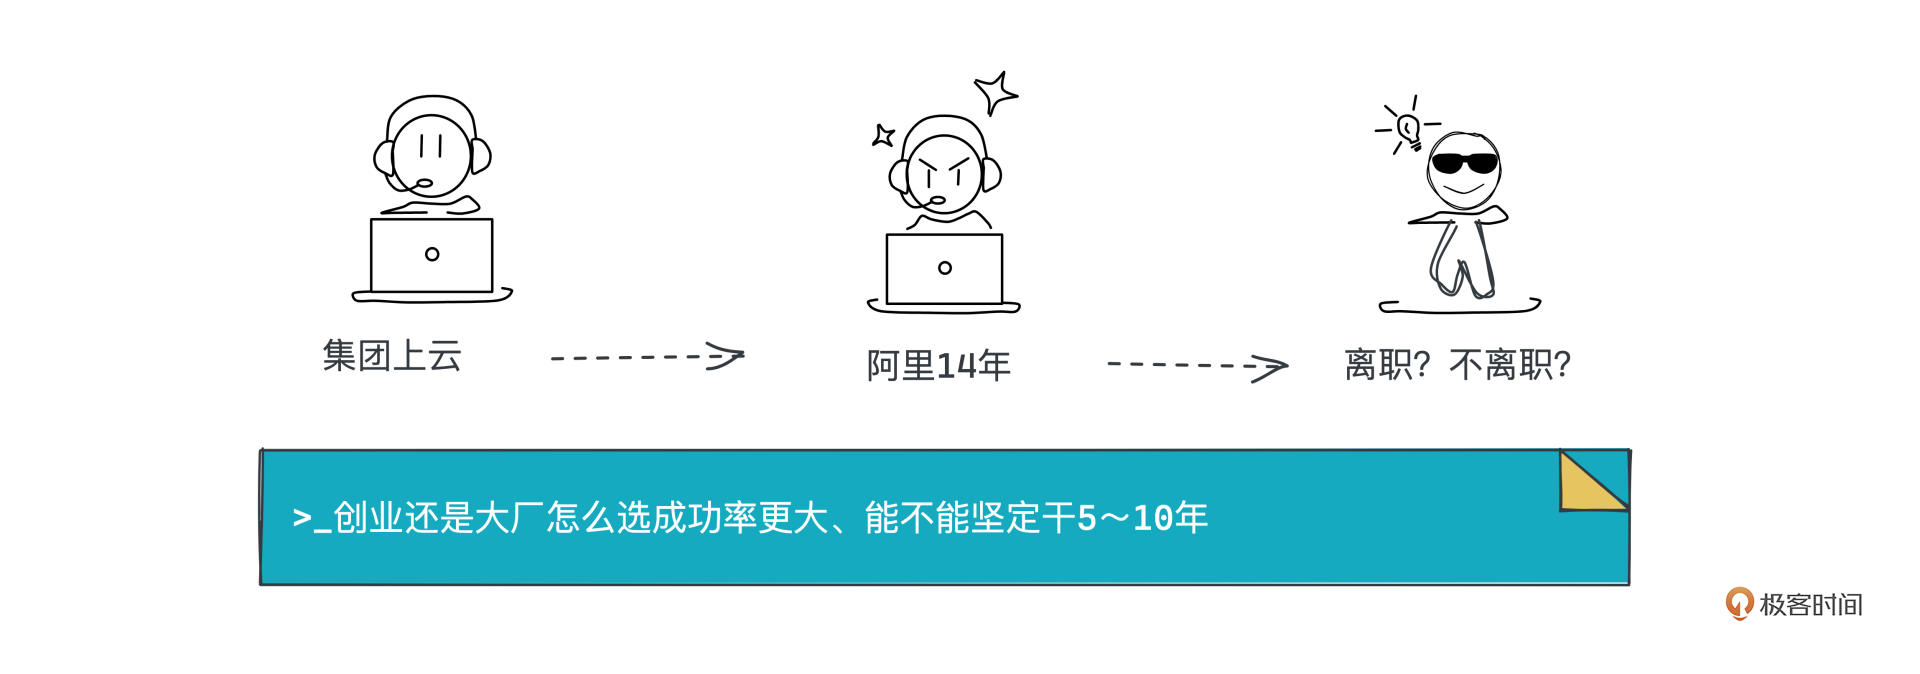 集团上云
阿里14年
离职？不离职？
>_创业还是大厂怎么选成功率更大、能不能坚定干5～10年
极客时间